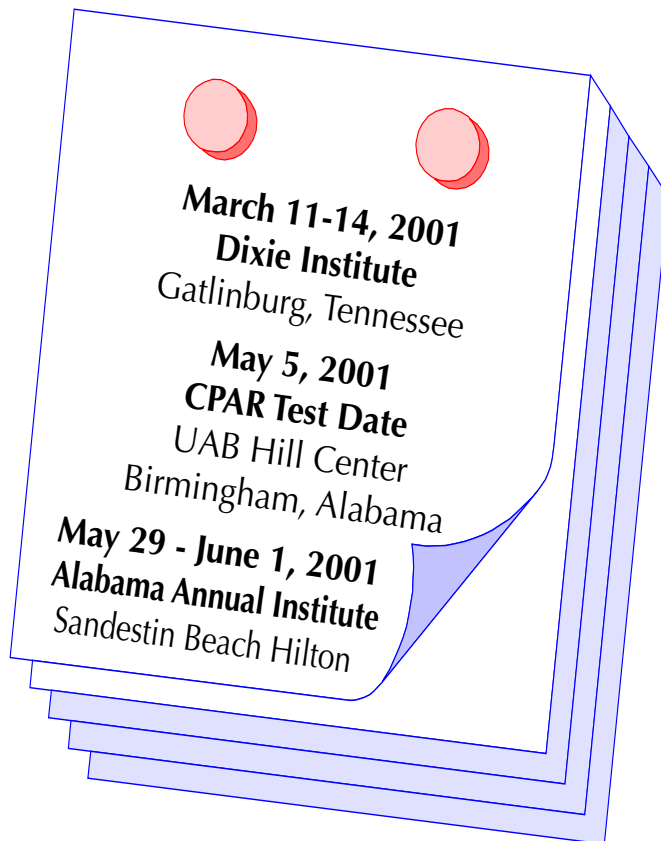 March 11-14, 2001
Dixie Institute
Gatlinburg, Tennessee
May 5, 2001
CPAR Test Date
UAB Hill Center
Birmingham, Alabama
May 29 - June 1, 2001
Alabama Annual Institute
Sandestin Beach Hilton